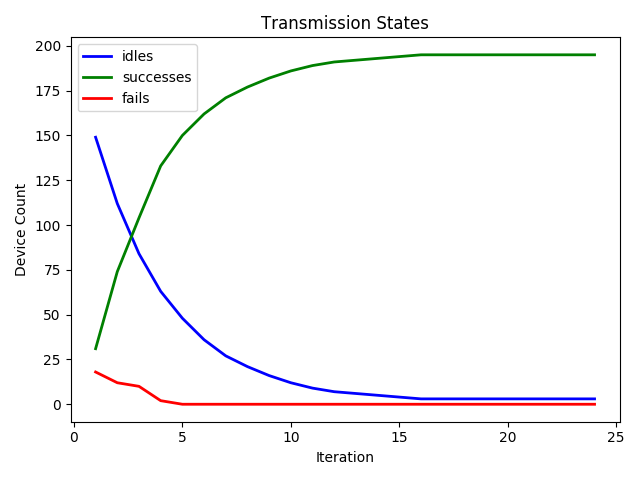 Transmission States
idles
successes
fails
Device Count
200
175
150
125
100
75
50
25
0
0 5 10 15 20 25
Iteration